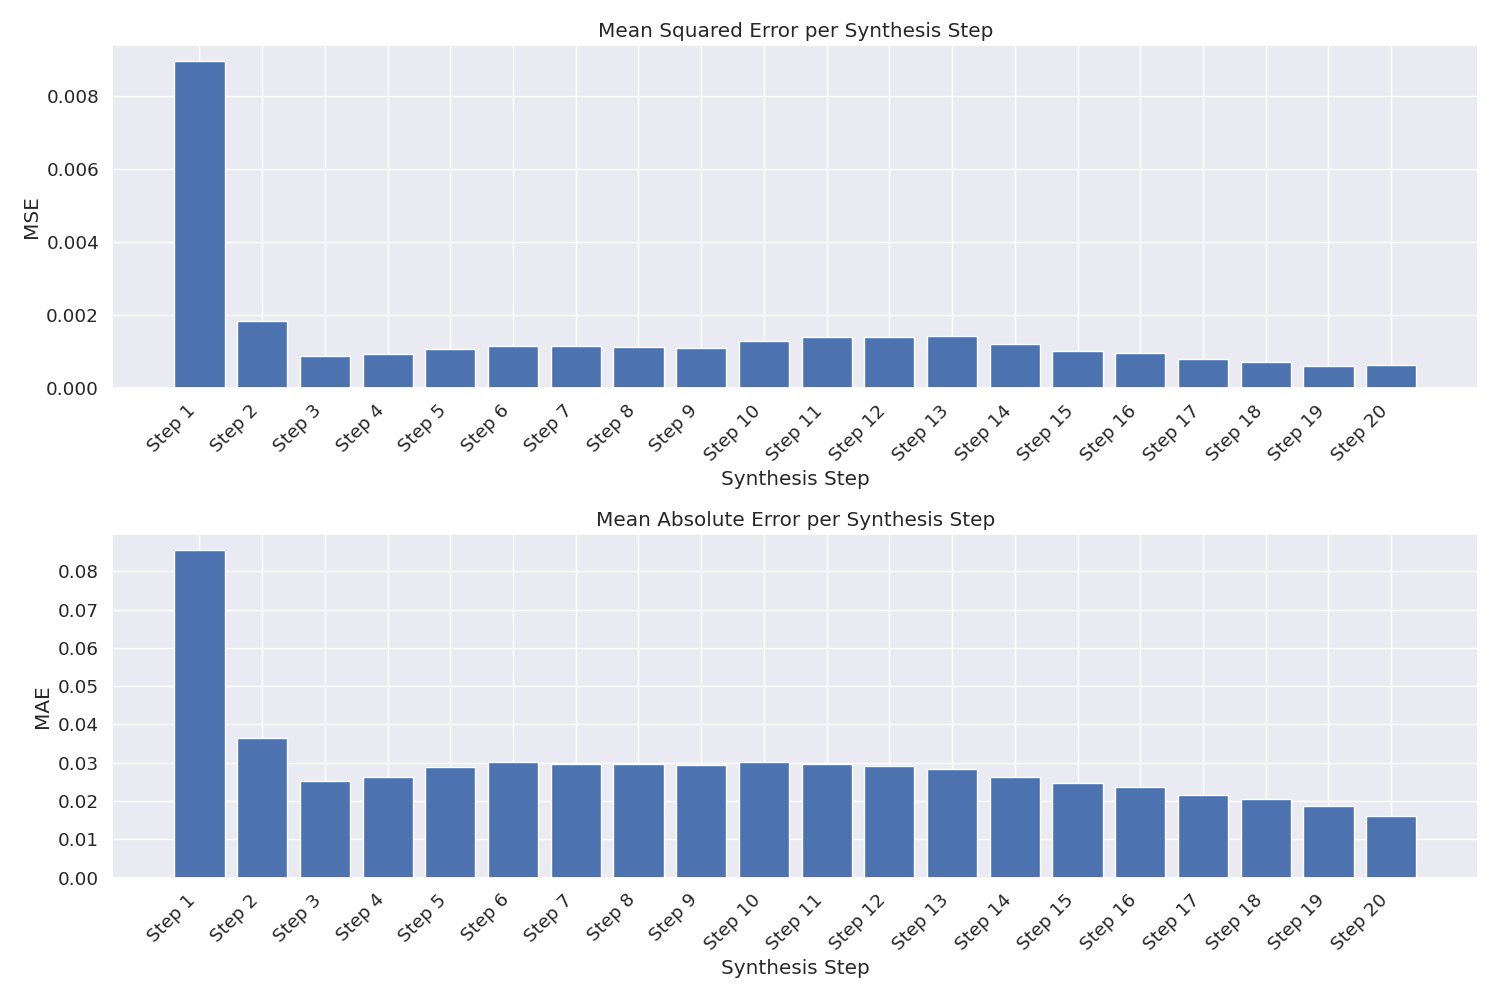 Mean Squared Error per Synthesis Step
MSE
0.008
0.006
0.004
0.002
0.000
Step 1
Step 2
Step 3
Step 4
Step 5
Step 6
Step 7
Step 8
Step 9
Step 10
Step 11
Step 12
Step 13
Step 14
Step 15
Step 16
Step 17
Step 18
Step 19
Step 20
Synthesis Step
Mean Absolute Error per Synthesis Step
MAE
0.08
0.07
0.06
0.05
0.04
0.03
0.02
0.01
0.00
Step 1
Step 2
Step 3
Step 4
Step 5
Step 6
Step 7
Step 8
Step 9
Step 10
Step 11
Step 12
Step 13
Step 14
Step 15
Step 16
Step 17
Step 18
Step 19
Step 20
Synthesis Step